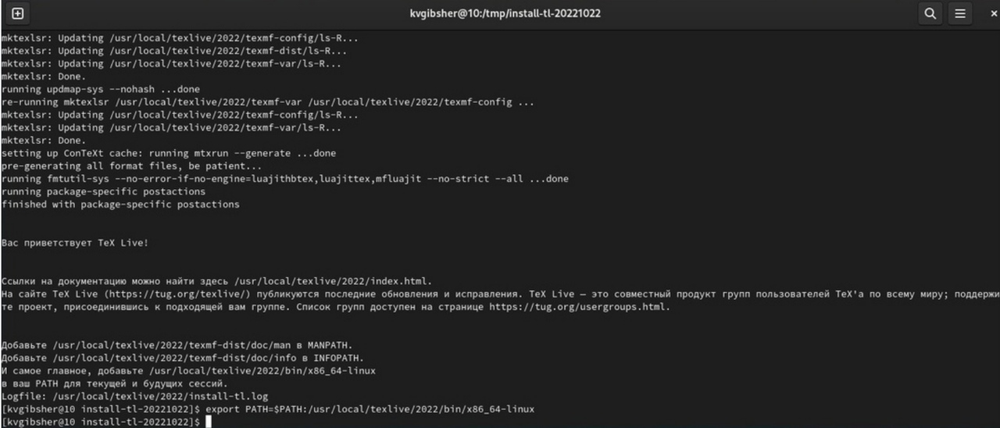 kvgibsher@10:/tmp/install-tl-20221022
mktexlsr: Updating /usr/local/texlive/2022/texmf-config/ls-R...
mktexlsr: Updating /usr/local/texlive/2022/texmf-dist/ls-R...
mktexlsr: Updating /usr/local/texlive/2022/texmf-var/ls-R...
mktexlsr: Done.
running updmap-sys --nohash ...done
re-running mktexlsr /usr/local/texlive/2022/texmf-var /usr/local/texlive/2022/texmf-config ...
mktexlsr: Updating /usr/local/texlive/2022/texmf-config/ls-R...
mktexlsr: Updating /usr/local/texlive/2022/texmf-var/ls-R...
mktexlsr: Done.
setting up ConTeXt cache: running mtxrun --generate ...done
pre-generating all format files, be patient...
running fmtutil-sys --no-error-if-no-engine=luajithbtex,luajittex,mfluajit --no-strict --all ...done
running package-specific postactions
finished with package-specific postactions
Вас приветствует TeX Live!
Ссылки на документацию можно найти здесь /usr/local/texlive/2022/index.html.
На сайте TeX Live (https://tug.org/texlive/) публикуются последние обновления и исправления. TeX Live — это совместный продукт групп пользователей TeX'а по всему миру; поддержи
те проект, присоединившись к подходящей вам группе. Список групп доступен на странице https://tug.org/usergroups.html.
Добавьте /usr/local/texlive/2022/texmf-dist/doc/man в MANPATH.
Добавьте /usr/local/texlive/2022/texmf-dist/doc/info в INFOPATH.
И самое главное, добавьте /usr/local/texlive/2022/bin/x86_64-linux
в ваш PATH для текущей и будущих сессий.
Logfile: /usr/local/texlive/2022/install-tl.log
[kvgibsher@10 install-tl-20221022]$ export PATH=$PATH:/usr/local/texlive/2022/bin/x86_64-linux
[kvgibsher@10 install-tl-20221022]$